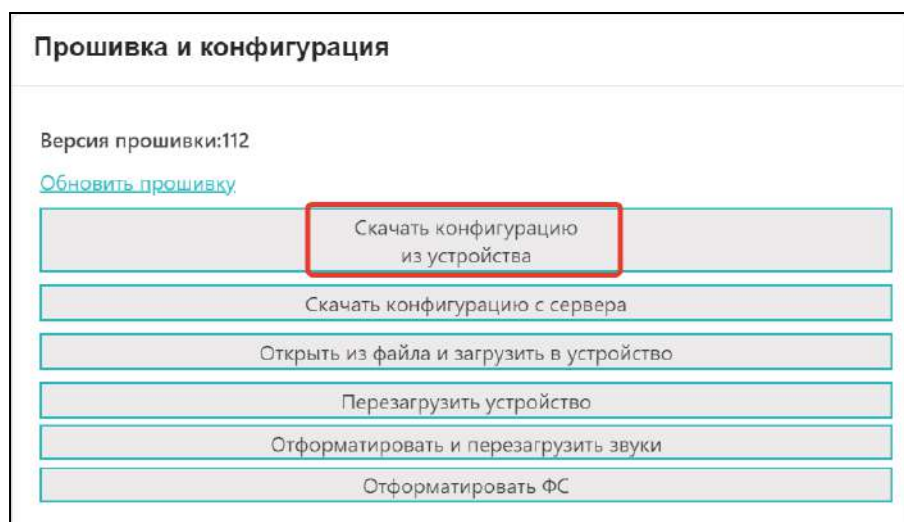 Прошивка и конфигурация
Версия прошивки:112
Обновить прошивку
Скачать конфигурацию
из устройства
Скачать конфигурацию с сервера
Открыть из файла и загрузить в устройство
Перезагрузить устройство
Отформатировать и перезагрузить звуки
Отформатировать ФС